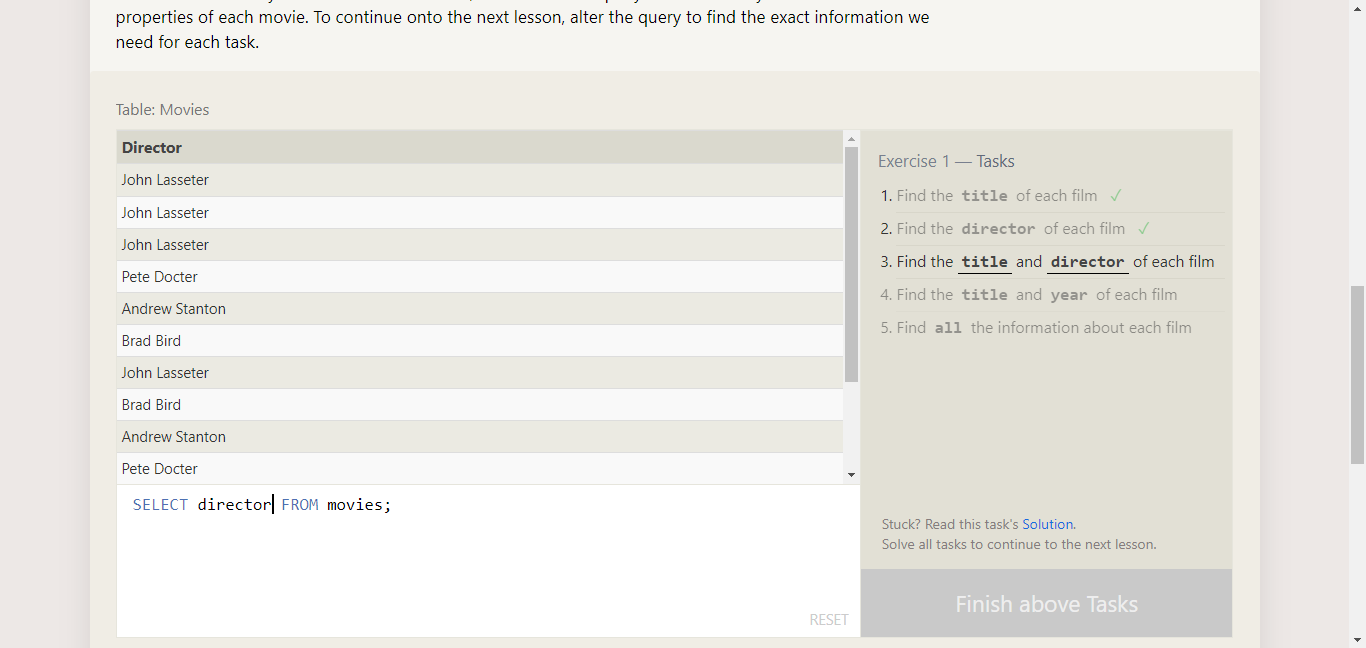 properties of each movie. To continue onto the next lesson, alter the query to find the exact information we
need for each task.
Table: Movies
Director
John Lasseter
John Lasseter
John Lasseter
Pete Docter
Andrew Stanton
Brad Bird
John Lasseter
Brad Bird
Andrew Stanton
Pete Docter
SELECT director FROM movies;
RESET
Exercise 1 — Tasks
1. Find the title of each film ✓
2. Find the director of each film ✓
3. Find the title and director of each film
4. Find the title and year of each film
5. Find all the information about each film
Stuck? Read this task's Solution.
Solve all tasks to continue to the next lesson.
Finish above Tasks